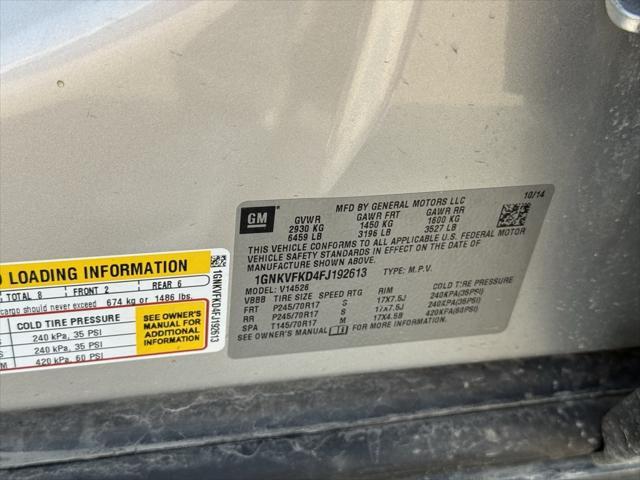 GM
MFD BY GENERAL MOTORS LLC
10/14
GVWR GAWR FRT GAWR RR
2930 KG 1450 KG 1600 KG
6459 LB 3196 LB 3527 LB
THIS VEHICLE CONFORMS TO ALL APPLICABLE U.S. FEDERAL MOTOR
VEHICLE SAFETY STANDARDS IN EFFECT ON THE DATE OF
MANUFACTURE SHOWN ABOVE.
1GNKVFKD4FJ192613 TYPE: M.P.V.
MODEL: V14526
VBBB TIRE SIZE SPEED RTG RIM COLD TIRE PRESSURE
FRT P245/70R17 S 17X7.5J 240KPA(35PSI)
RR P245/70R17 S 17X7.5J 240KPA(35PSI)
SPA T145/70R17 M 17X4.5B 420KPA(60PSI)
SEE OWNER'S MANUAL FOR MORE INFORMATION.
LOADING INFORMATION
TOTAL 8 FRONT 2 REAR 6
cargo should never exceed 674 kg or 1486 lbs.
COLD TIRE PRESSURE
240 kPa, 35 PSI
240 kPa, 35 PSI
420 kPa, 60 PSI
SEE OWNER'S
MANUAL FOR
ADDITIONAL
INFORMATION
1GNKVFKD4FJ192613